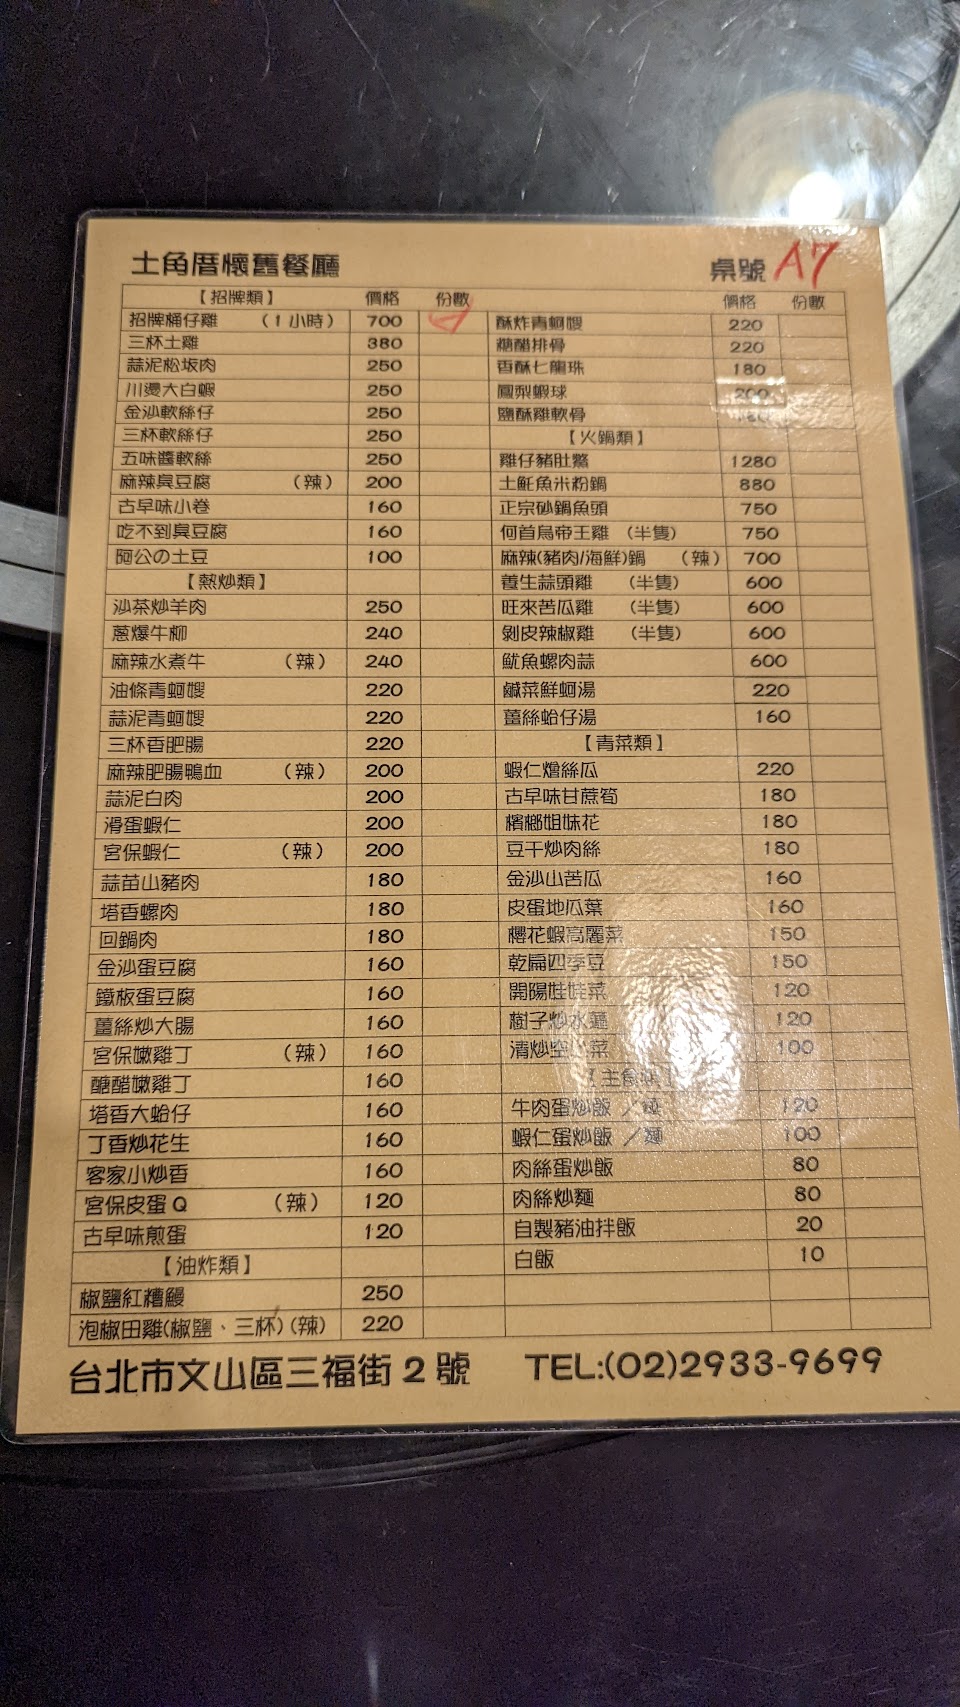 土角厝懷舊餐廳
桌號 A7
【招牌類】 價格 份數
招牌桶仔雞 （1小時） 700
三杯土雞 380
蒜泥松坂肉 250
川燙大白蝦 250
金沙軟絲仔 250
三杯軟絲仔 250
五味醬軟絲 250
麻辣臭豆腐 （辣） 200
古早味小卷 160
吃不到臭豆腐 160
阿公の土豆 100
【熱炒類】
沙茶炒羊肉 250
蔥爆牛柳 240
麻辣水煮牛 （辣） 240
油條青蚵嫂 220
蒜泥青蚵嫂 220
三杯香肥腸 220
麻辣肥腸鴨血 （辣） 200
蒜泥白肉 200
滑蛋蝦仁 200
宮保蝦仁 （辣） 200
蒜苗山豬肉 180
塔香螺肉 180
回鍋肉 180
金沙蛋豆腐 160
鐵板蛋豆腐 160
薑絲炒大腸 160
宮保嫩雞丁 （辣） 160
醣醋嫩雞丁 160
塔香大蛤仔 160
丁香炒花生 160
客家小炒香 160
宮保皮蛋Q （辣） 120
古早味煎蛋 120
【油炸類】
椒鹽紅糟鰻 250
泡椒田雞(椒鹽、三杯)(辣) 220
價格 份數
酥炸青蚵嫂 220
糖醋排骨 220
香酥七龍珠 180
鳳梨蝦球 200
鹽酥雞軟骨 180
【火鍋類】
雞仔豬肚鱉 1280
土魠魚米粉鍋 880
正宗砂鍋魚頭 750
何首烏帝王雞 （半隻） 750
麻辣(豬肉/海鮮)鍋 （辣） 700
養生蒜頭雞 （半隻） 600
旺來苦瓜雞 （半隻） 600
剝皮辣椒雞 （半隻） 600
魷魚螺肉蒜 600
鹹菜鮮蚵湯 220
薑絲蛤仔湯 160
【青菜類】
蝦仁燴絲瓜 220
古早味甘蔗筍 180
檳榔姐妹花 180
豆干炒肉絲 180
金沙山苦瓜 160
皮蛋地瓜葉 160
櫻花蝦高麗菜 150
乾扁四季豆 150
開陽娃娃菜 120
樹子炒水蓮 120
清炒空心菜 100
【主食類】
牛肉蛋炒飯／麵 120
蝦仁蛋炒飯／麵 100
肉絲蛋炒飯 80
肉絲炒麵 80
自製豬油拌飯 20
白飯 10
台北市文山區三福街2號 TEL:(02)2933-9699